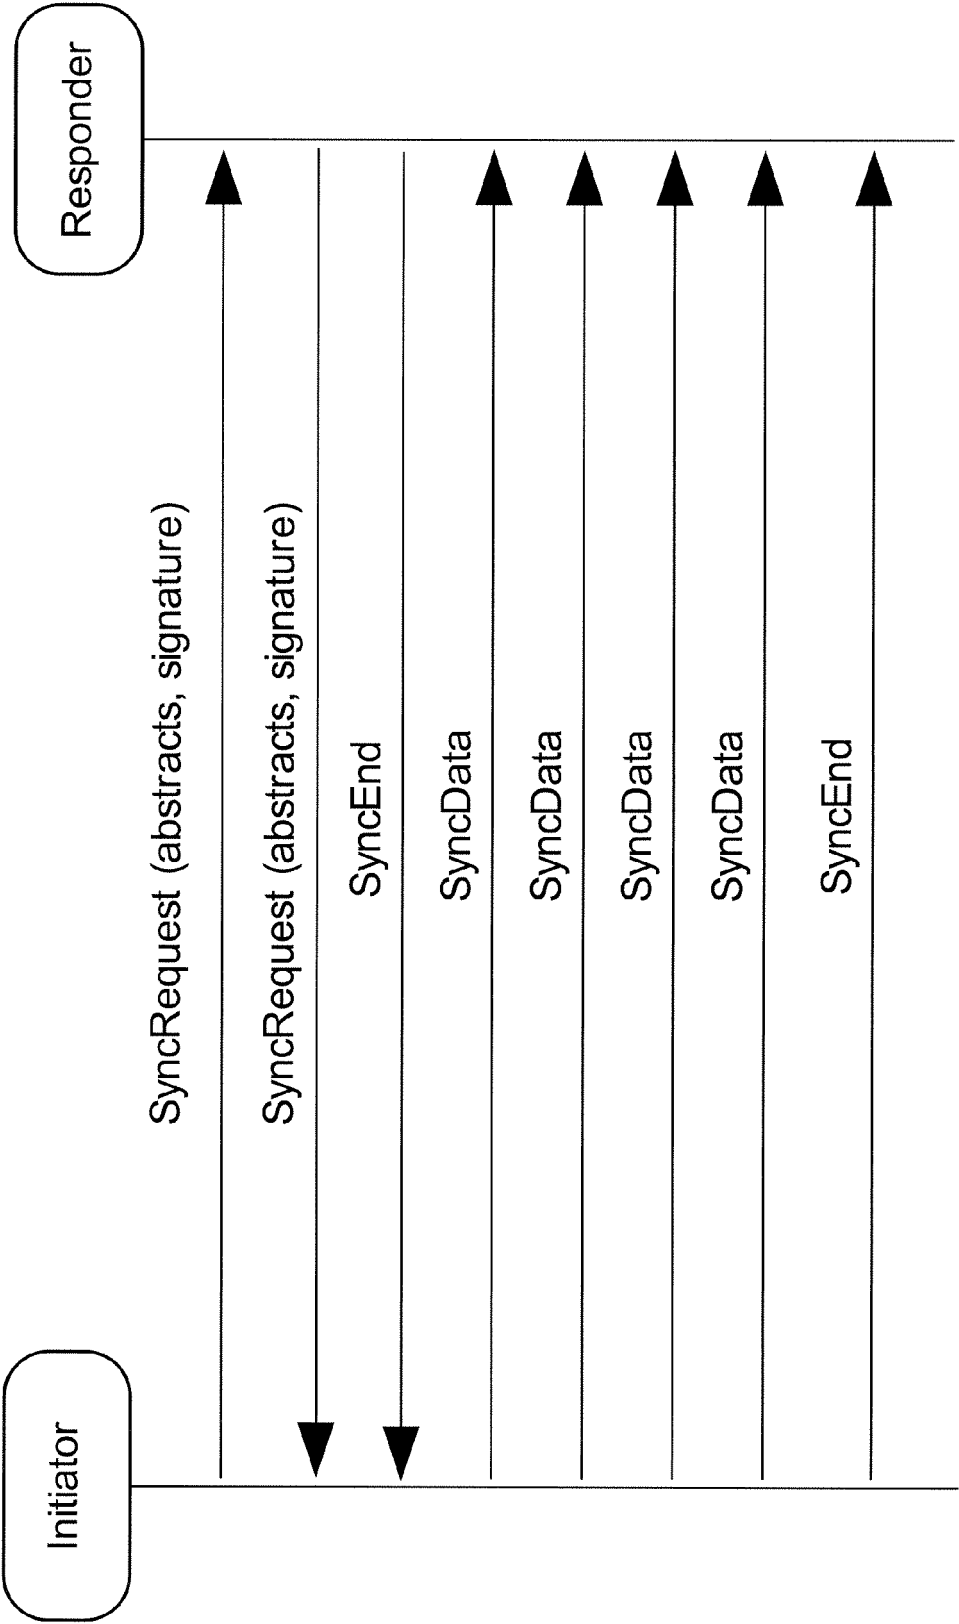 Initiator
Responder
SyncRequest (abstracts, signature)
SyncRequest (abstracts, signature)
SyncEnd
SyncData
SyncData
SyncData
SyncData
SyncEnd